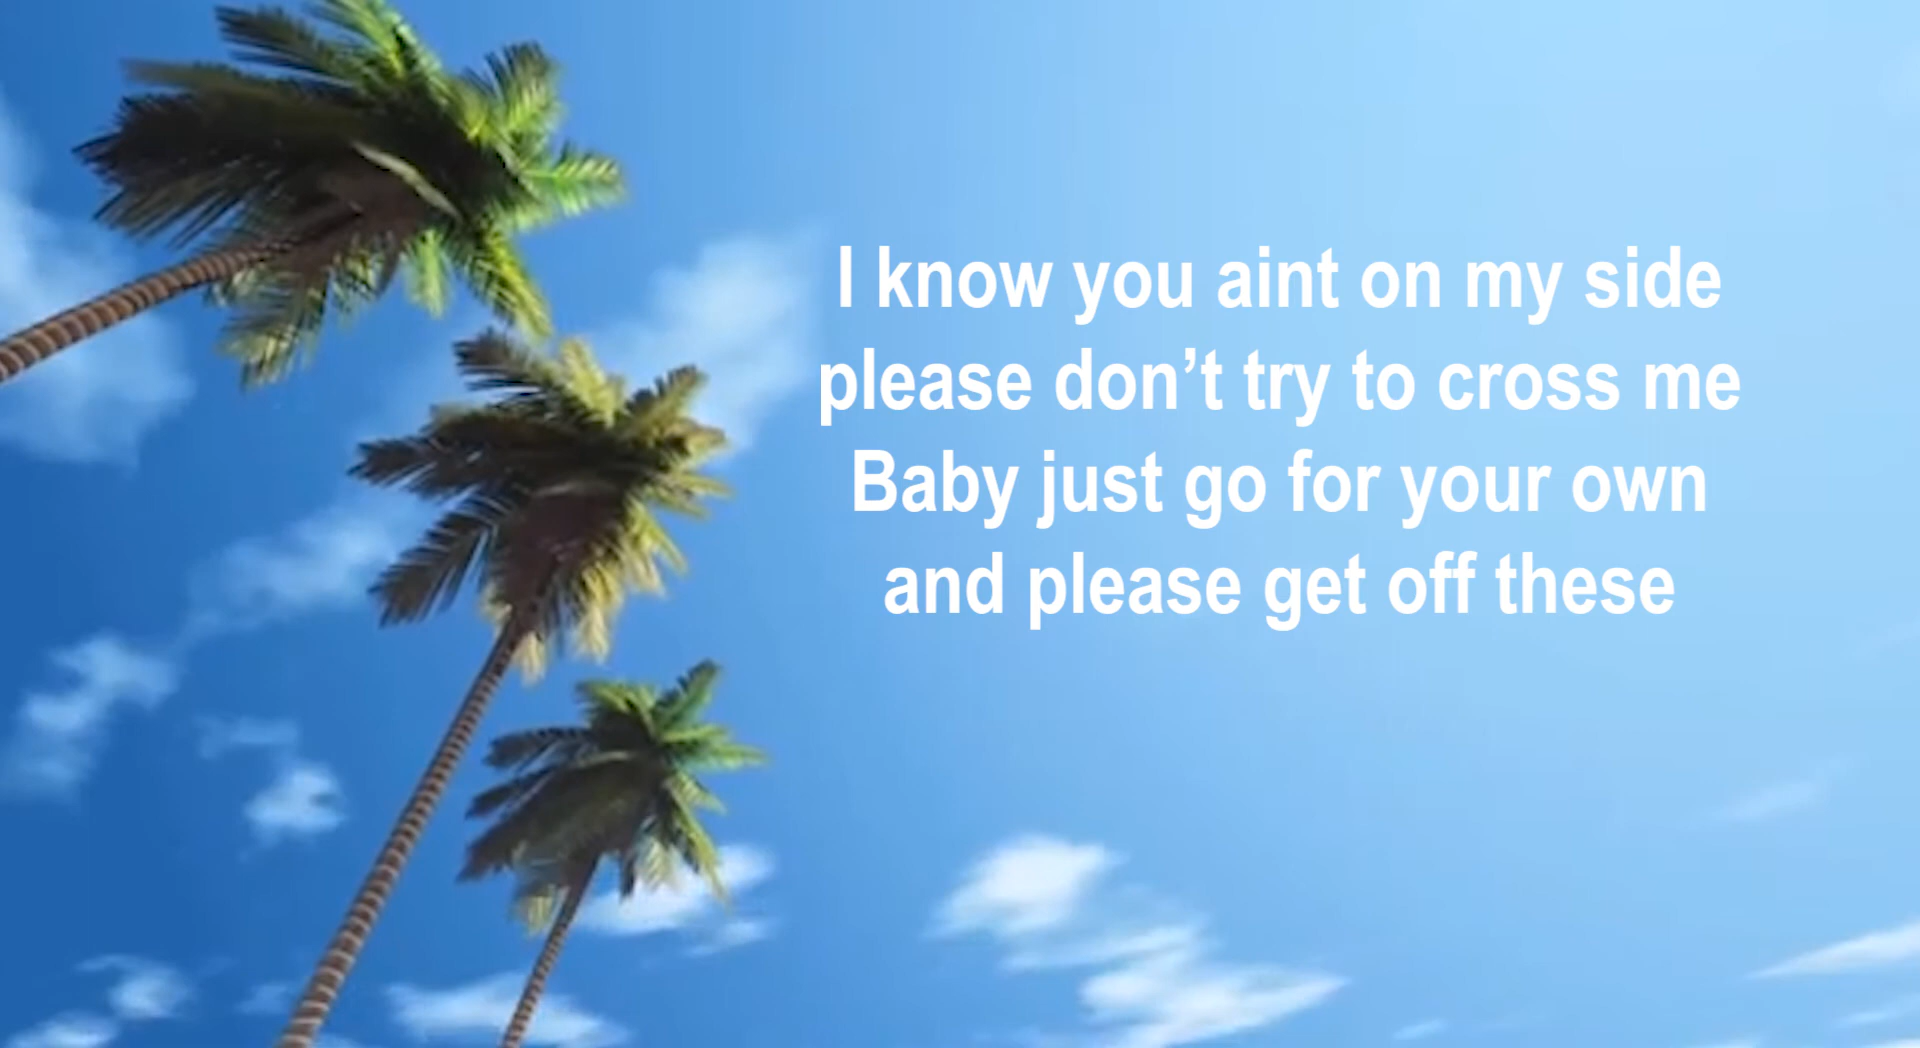 I know you aint on my side
please don’t try to cross me
Baby just go for your own
and please get off these